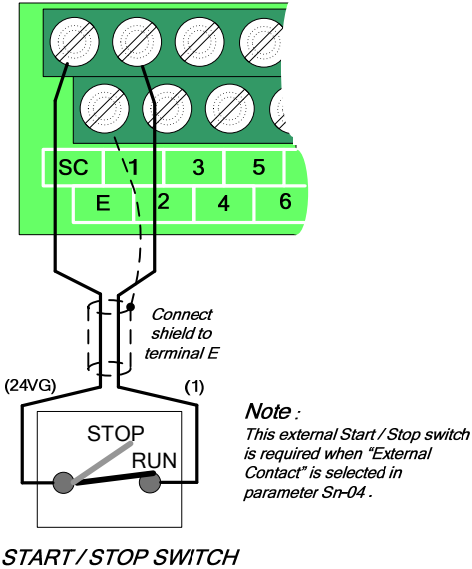 SC 1 3 5
E 2 4 6
Connect
shield to
terminal E
(24VG) (1)
STOP
RUN
Note :
This external Start / Stop switch
is required when “External
Contact” is selected in
parameter Sn-04 .
START / STOP SWITCH